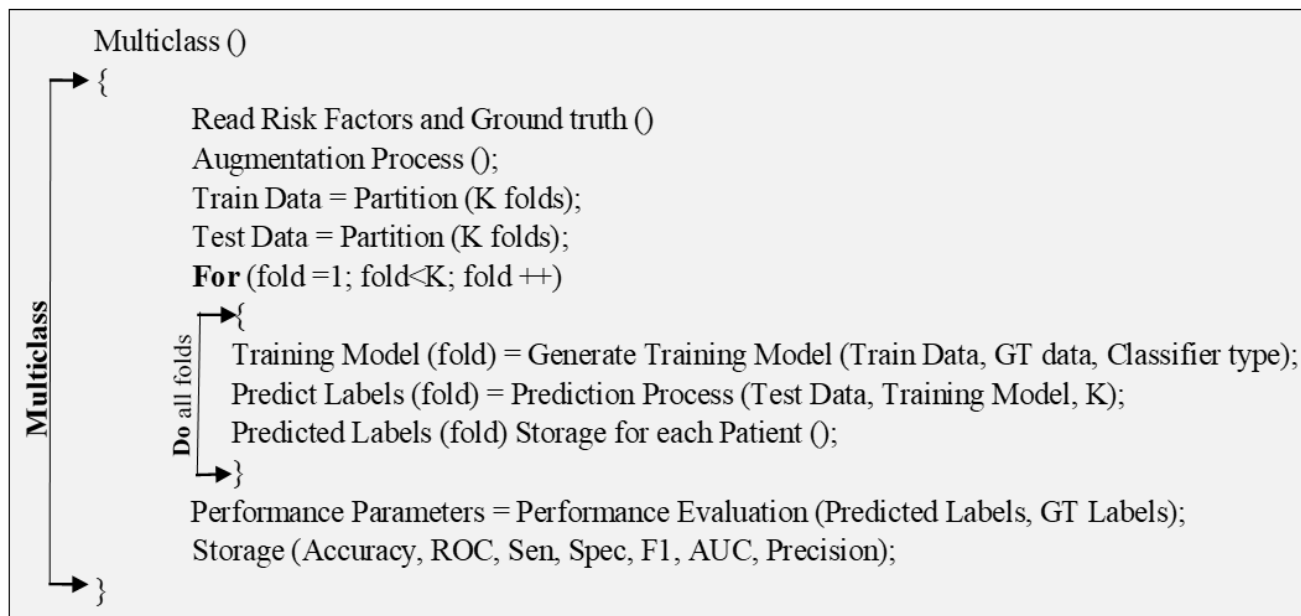 Multiclass ()
{
Read Risk Factors and Ground truth ()
Augmentation Process ();
Train Data = Partition (K folds);
Test Data = Partition (K folds);
For (fold =1; fold<K; fold ++)
{
Training Model (fold) = Generate Training Model (Train Data, GT data, Classifier type);
Predict Labels (fold) = Prediction Process (Test Data, Training Model, K);
Predicted Labels (fold) Storage for each Patient ();
}
Performance Parameters = Performance Evaluation (Predicted Labels, GT Labels);
Storage (Accuracy, ROC, Sen, Spec, F1, AUC, Precision);
}
Multiclass
Do all folds